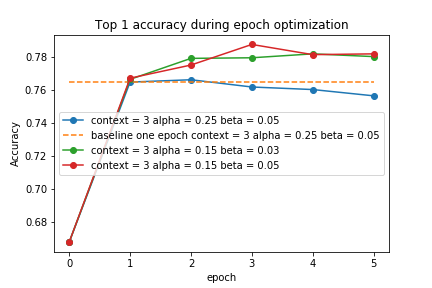 Top 1 accuracy during epoch optimization
0.78
0.76
0.74
0.72
0.70
0.68
Accuracy
context = 3 alpha = 0.25 beta = 0.05
baseline one epoch context = 3 alpha = 0.25 beta = 0.05
context = 3 alpha = 0.15 beta = 0.03
context = 3 alpha = 0.15 beta = 0.05
0 1 2 3 4 5
epoch